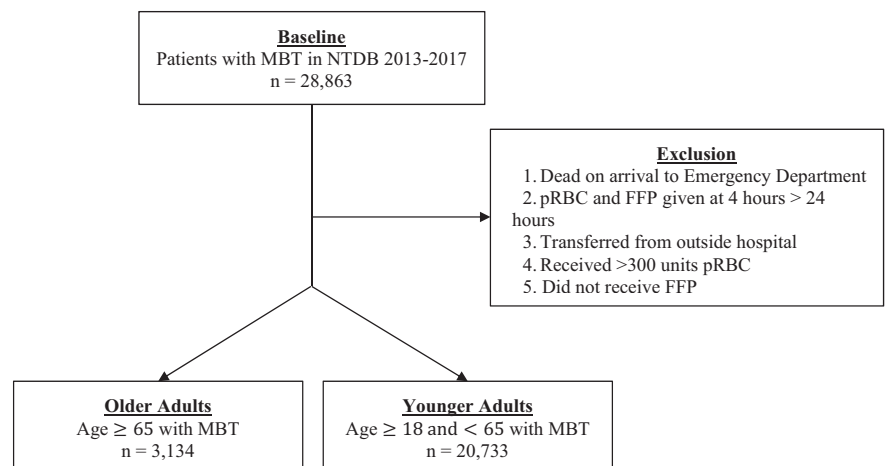 Baseline
Patients with MBT in NTDB 2013-2017
n = 28,863
Exclusion
1. Dead on arrival to Emergency Department
2. pRBC and FFP given at 4 hours > 24
hours
3. Transferred from outside hospital
4. Received >300 units pRBC
5. Did not receive FFP
Older Adults
Age ≥ 65 with MBT
n = 3,134
Younger Adults
Age ≥ 18 and < 65 with MBT
n = 20,733